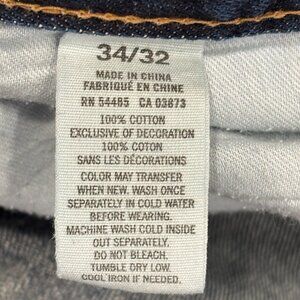 34/32
MADE IN CHINA
FABRIQUÉ EN CHINE
RN 54485 CA 03873
100% COTTON
EXCLUSIVE OF DECORATION
100% COTON
SANS LES DÉCORATIONS
COLOR MAY TRANSFER
WHEN NEW. WASH ONCE
SEPARATELY IN COLD WATER
BEFORE WEARING.
MACHINE WASH COLD INSIDE
OUT SEPARATELY.
DO NOT BLEACH.
TUMBLE DRY LOW.
COOL IRON IF NEEDED.